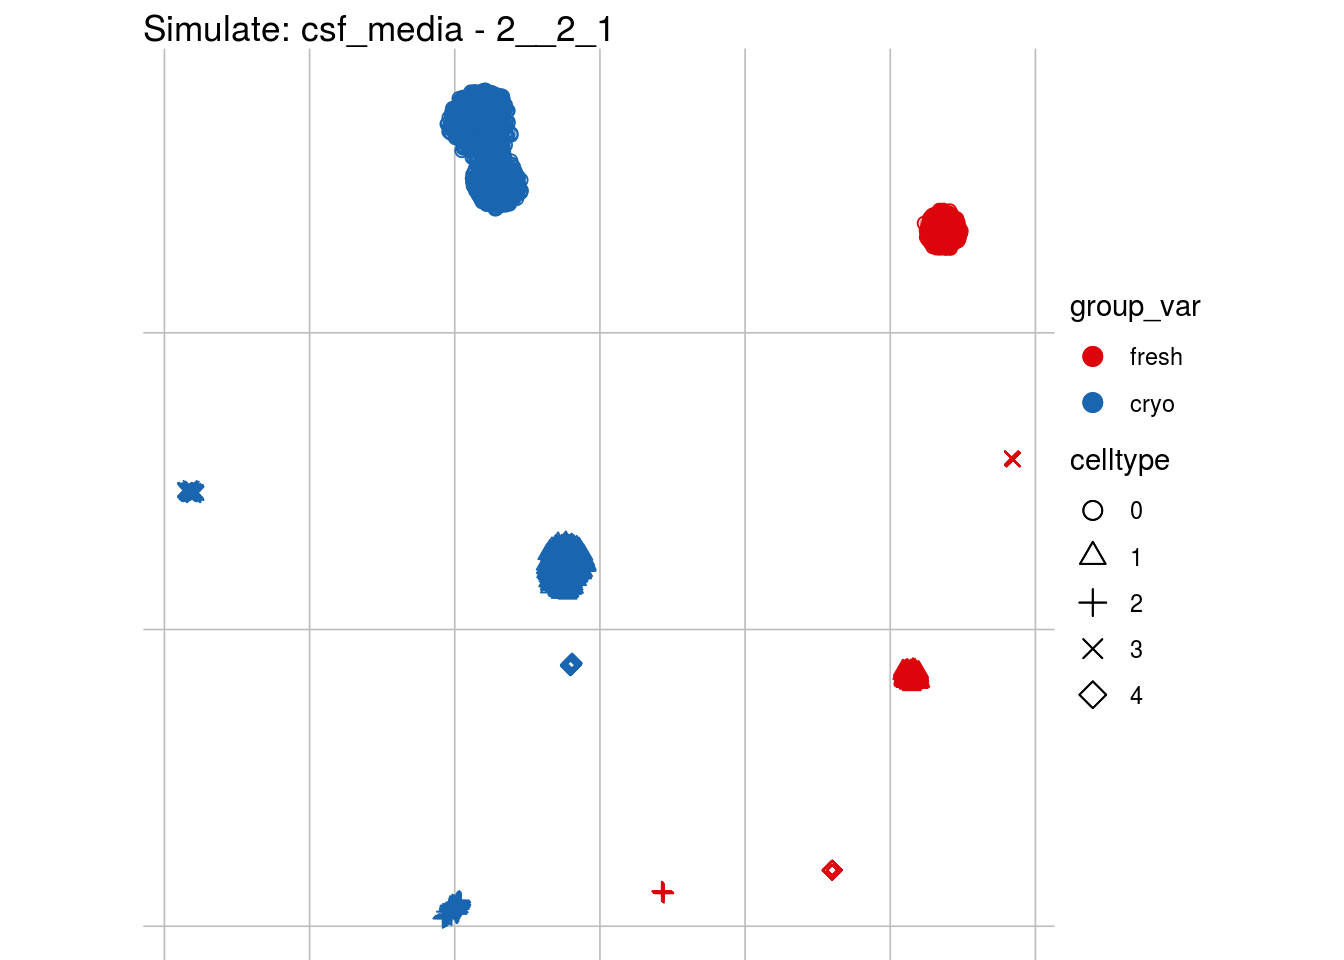 Simulate: csf_media - 2__2_1
group_var
fresh
cryo
celltype
0
1
2
3
4